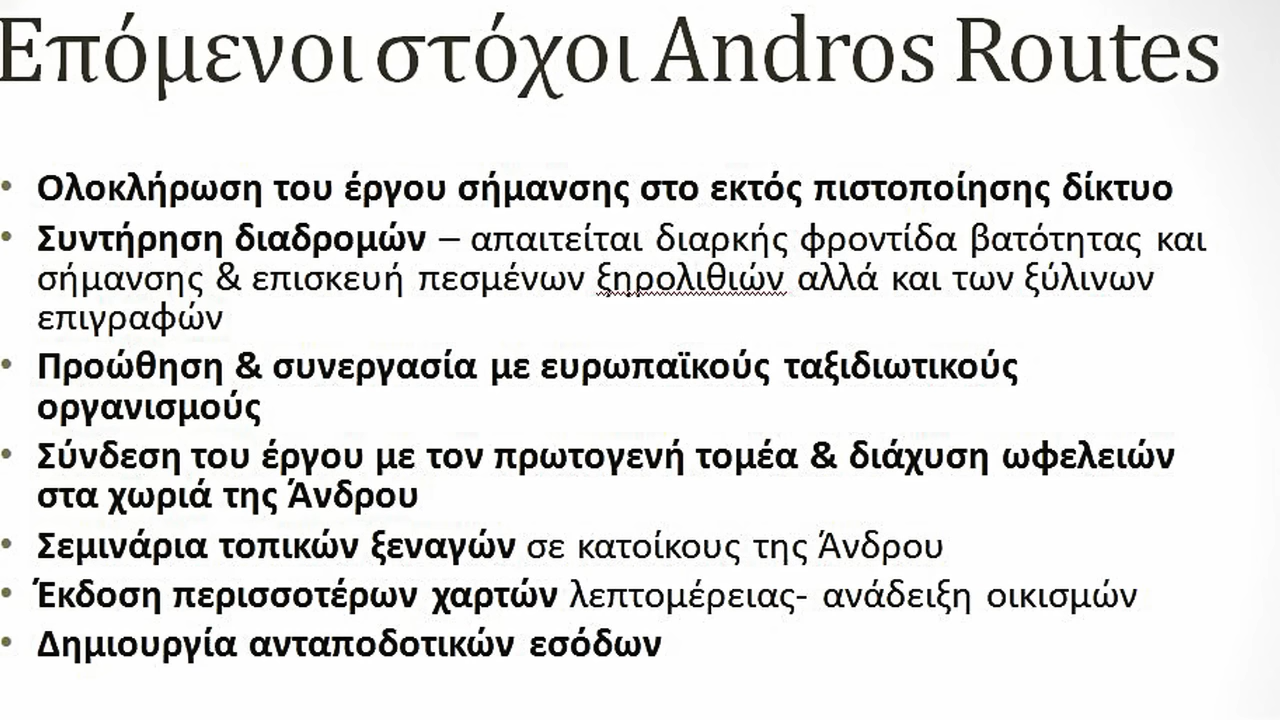 Επόμενοι στόχοι Andros Routes
• Ολοκλήρωση του έργου σήμανσης στο εκτός πιστοποίησης δίκτυο
• Συντήρηση διαδρομών – απαιτείται διαρκής φροντίδα βατότητας και
σήμανσης & επισκευή πεσμένων ξηρολιθιών αλλά και των ξύλινων
επιγραφών
• Προώθηση & συνεργασία με ευρωπαϊκούς ταξιδιωτικούς
οργανισμούς
• Σύνδεση του έργου με τον πρωτογενή τομέα & διάχυση ωφελειών
στα χωριά της Άνδρου
• Σεμινάρια τοπικών ξεναγών σε κατοίκους της Άνδρου
• Έκδοση περισσοτέρων χαρτών λεπτομέρειας- ανάδειξη οικισμών
• Δημιουργία ανταποδοτικών εσόδων